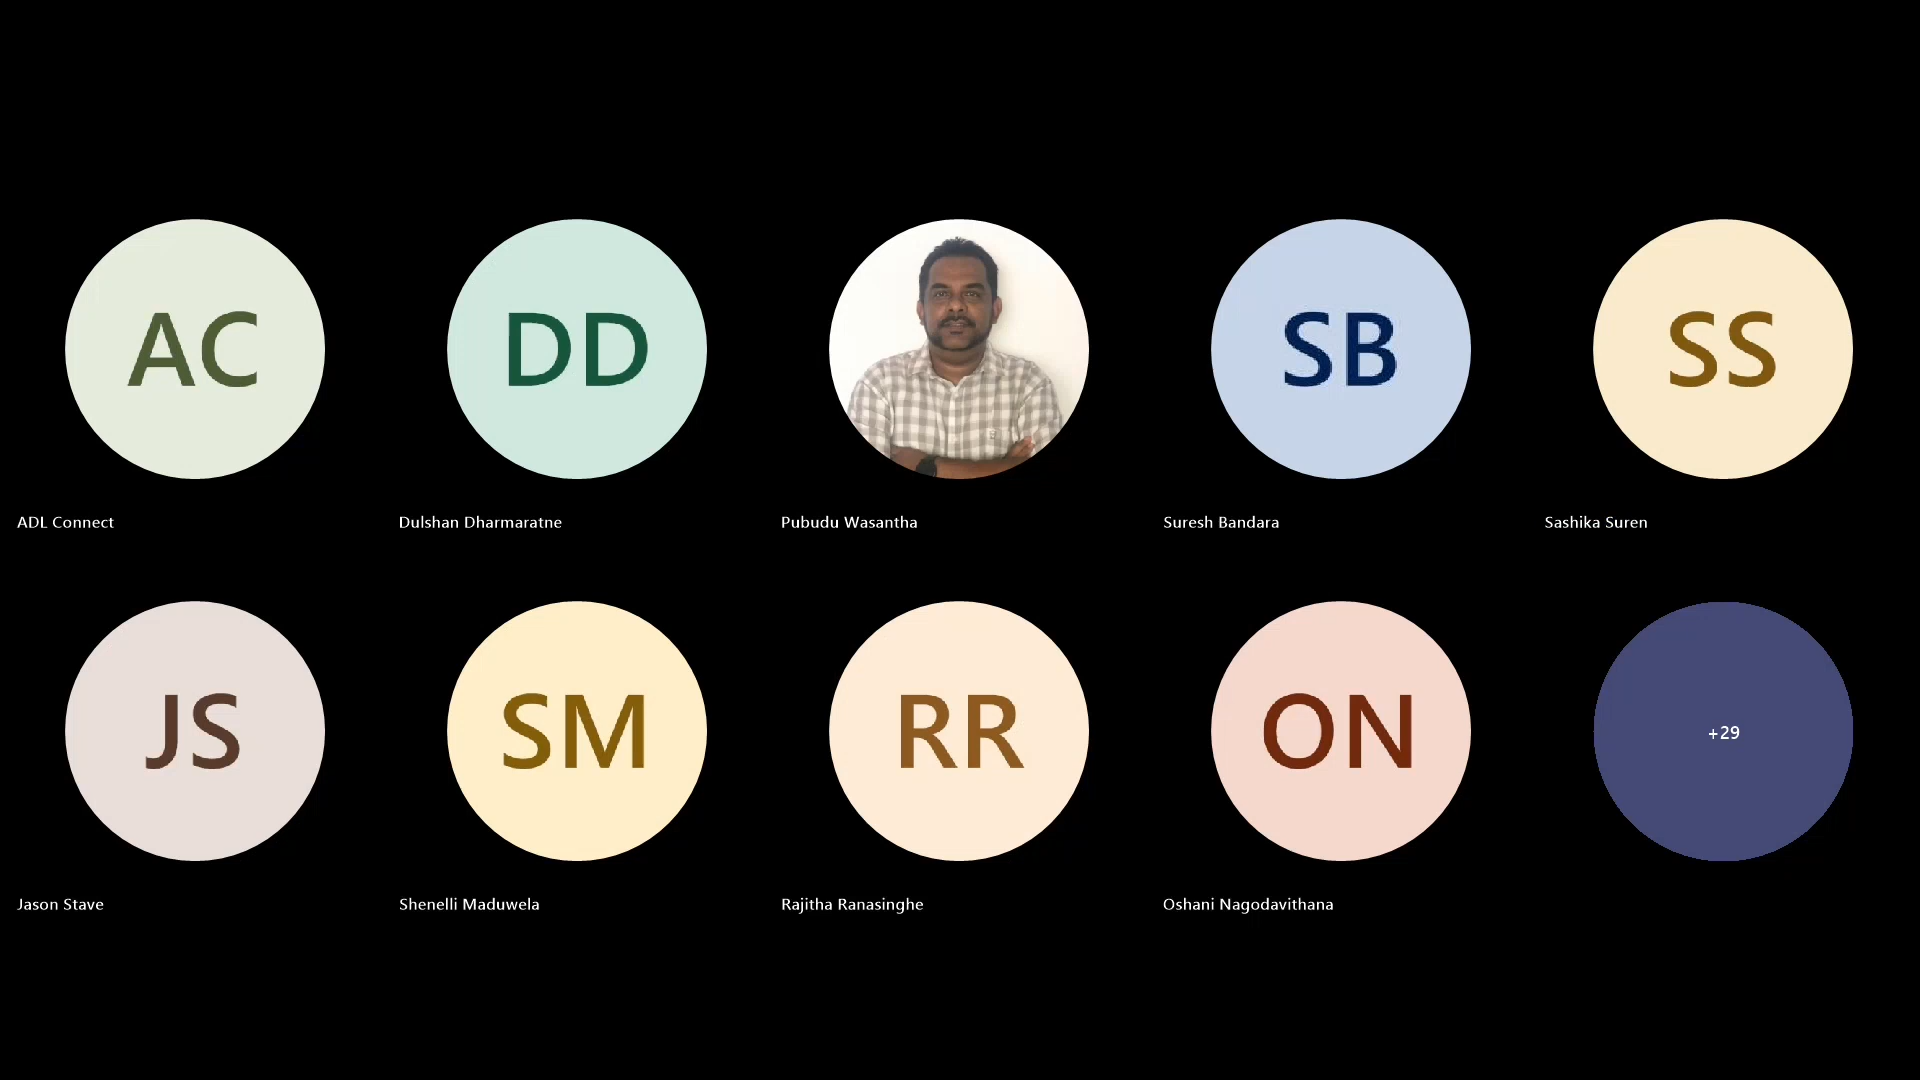 AC
DD
SB
SS
ADL Connect
Dulshan Dharmaratne
Pubudu Wasantha
Suresh Bandara
Sashika Suren
JS
SM
RR
ON
+29
Jason Stave
Shenelli Maduwela
Rajitha Ranasinghe
Oshani Nagodavithana